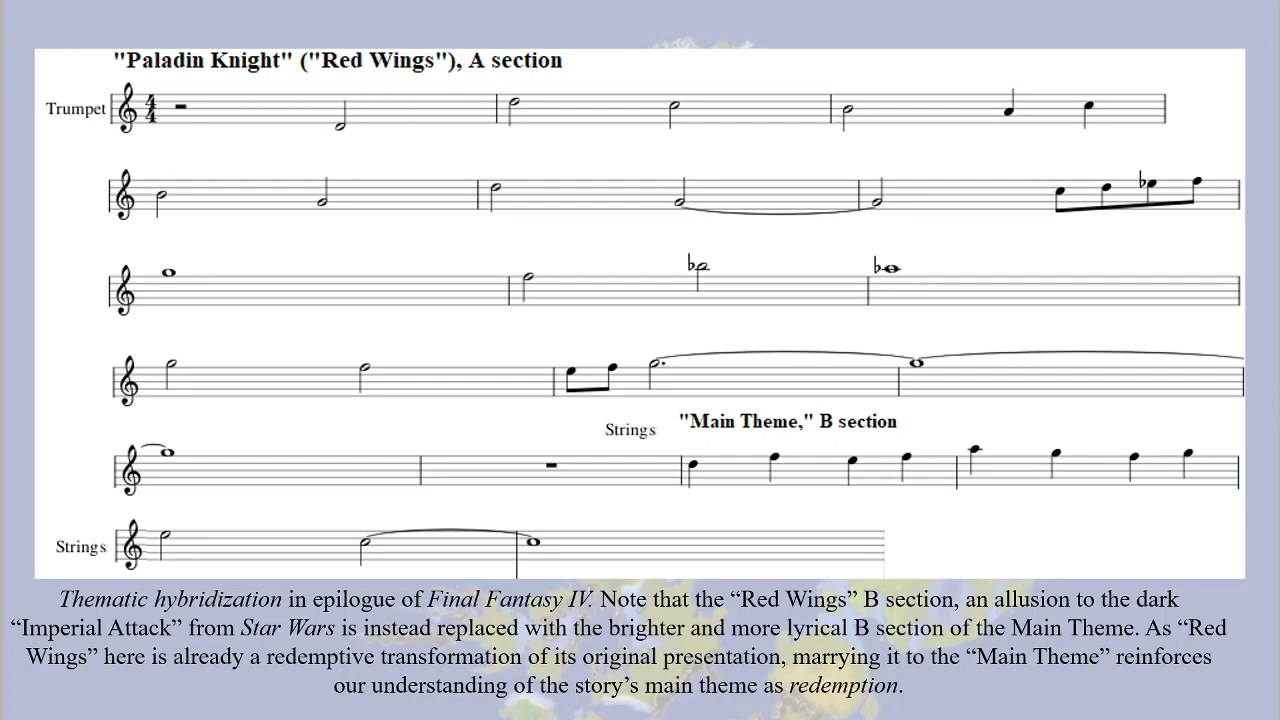 "Paladin Knight" ("Red Wings"), A section
Trumpet
4
4
Strings "Main Theme," B section
Strings
Thematic hybridization in epilogue of Final Fantasy IV. Note that the “Red Wings” B section, an allusion to the dark
“Imperial Attack” from Star Wars is instead replaced with the brighter and more lyrical B section of the Main Theme. As “Red
Wings” here is already a redemptive transformation of its original presentation, marrying it to the “Main Theme” reinforces
our understanding of the story’s main theme as redemption.